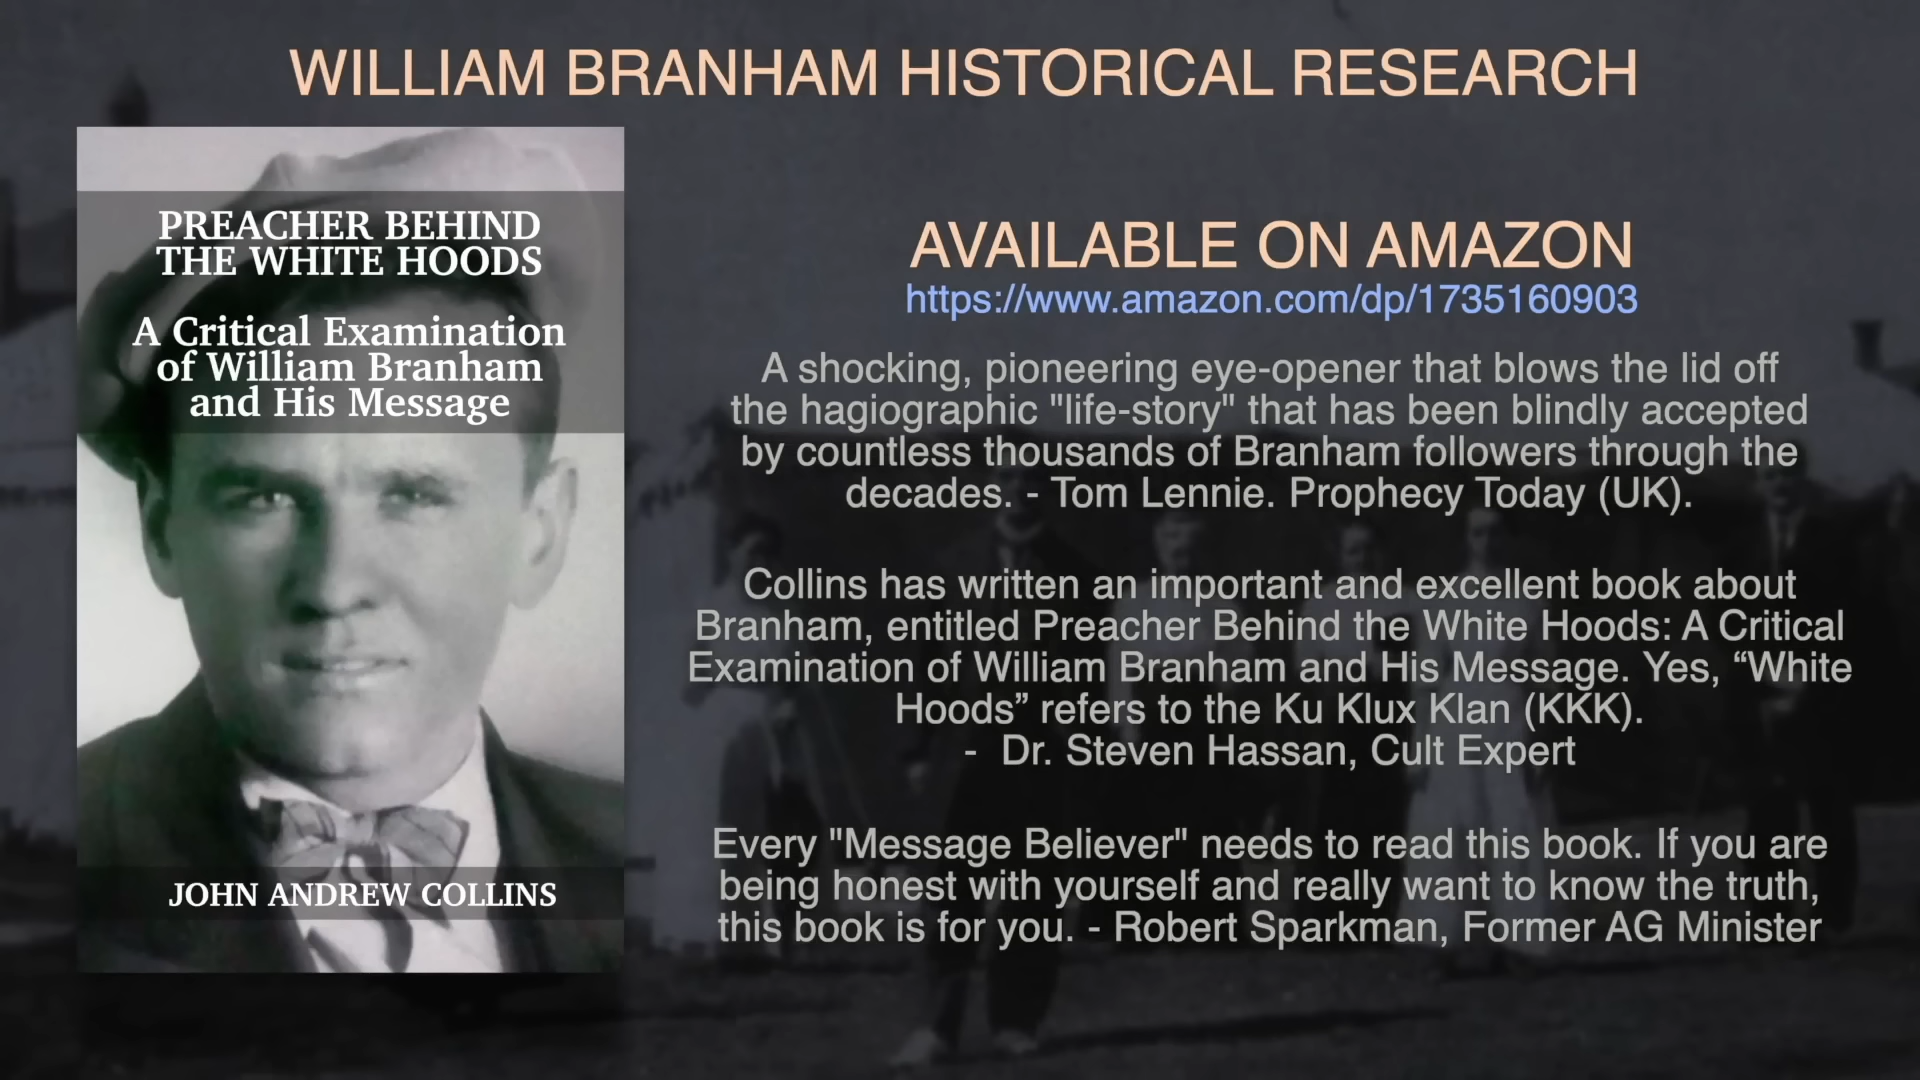 WILLIAM BRANHAM HISTORICAL RESEARCH
PREACHER BEHIND
THE WHITE HOODS
A Critical Examination
of William Branham
and His Message
JOHN ANDREW COLLINS
AVAILABLE ON AMAZON
https://www.amazon.com/dp/1735160903
A shocking, pioneering eye-opener that blows the lid off
the hagiographic "life-story" that has been blindly accepted
by countless thousands of Branham followers through the
decades. - Tom Lennie. Prophecy Today (UK).
Collins has written an important and excellent book about
Branham, entitled Preacher Behind the White Hoods: A Critical
Examination of William Branham and His Message. Yes, “White
Hoods” refers to the Ku Klux Klan (KKK).
- Dr. Steven Hassan, Cult Expert
Every "Message Believer" needs to read this book. If you are
being honest with yourself and really want to know the truth,
this book is for you. - Robert Sparkman, Former AG Minister